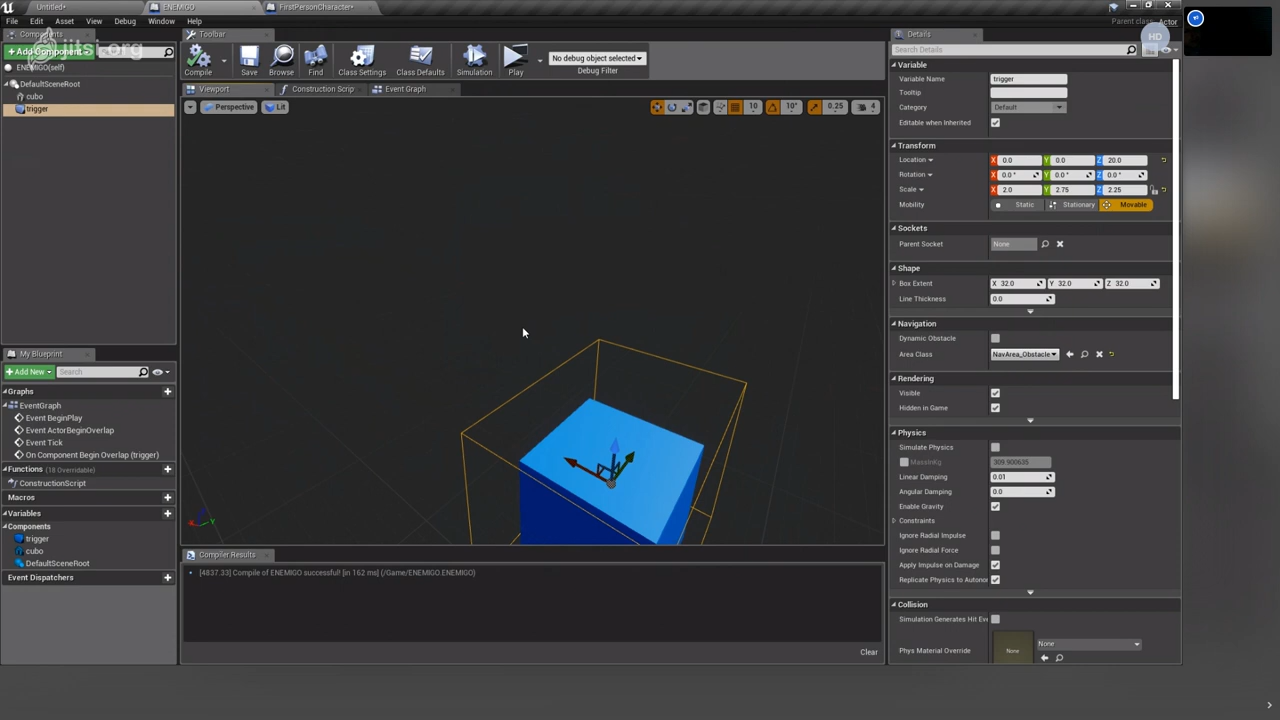 Untitled*
ENEMIGO
FirstPersonCharacter*
File Edit Asset View Debug Window Help
Parent class: Actor
Components
+ Add Component
jitsi.org
ENEMIGO(self)
DefaultSceneRoot
cubo
trigger
My Blueprint
+ Add New
Search
Graphs
EventGraph
Event BeginPlay
Event ActorBeginOverlap
Event Tick
On Component Begin Overlap (trigger)
Functions (18 Overridable)
ConstructionScript
Macros
Variables
Components
trigger
cubo
DefaultSceneRoot
Event Dispatchers
Toolbar
Compile
Save
Browse
Find
Class Settings
Class Defaults
Simulation
Play
No debug object selected
Debug Filter
Viewport
Construction Scrip
Event Graph
Perspective
Lit
10
10°
0.25
4
X
Y
Compiler Results
[4837.33] Compile of ENEMIGO successful! [in 162 ms] (/Game/ENEMIGO.ENEMIGO)
Clear
HD
Details
Search Details
Variable
Variable Name trigger
Tooltip
Category Default
Editable when Inherited
Transform
Location X 0.0 Y 0.0 Z 20.0
Rotation X 0.0 ° Y 0.0 ° Z 0.0 °
Scale X 2.0 Y 2.75 Z 2.25
Mobility Static Stationary Movable
Sockets
Parent Socket None
Shape
Box Extent X 32.0 Y 32.0 Z 32.0
Line Thickness 0.0
Navigation
Dynamic Obstacle
Area Class NavArea_Obstacle
Rendering
Visible
Hidden in Game
Physics
Simulate Physics
MassInKg 309.900635
Linear Damping 0.01
Angular Damping 0.0
Enable Gravity
Constraints
Ignore Radial Impulse
Ignore Radial Force
Apply Impulse on Damage
Replicate Physics to Autonor
Collision
Simulation Generates Hit Eve
Phys Material Override None None